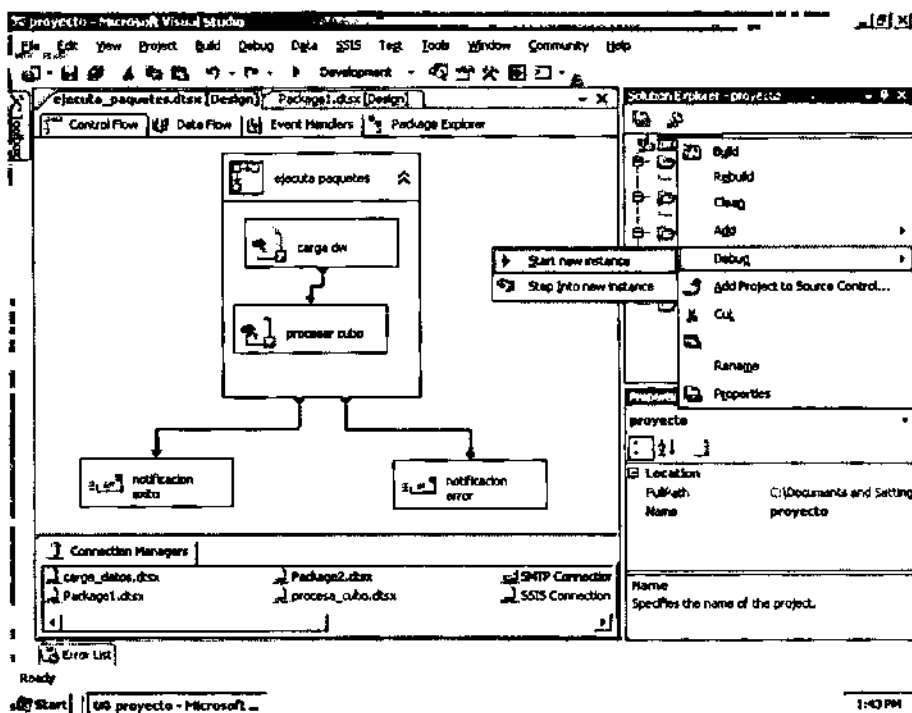 proyecto - Microsoft Visual Studio
File Edit View Project Build Debug Data SSIS Test Tools Window Community Help
Development
ejecuta_paquetes.dtsx [Design] Package1.dtsx [Design]
Control Flow Data Flow Event Handlers Package Explorer
Toolbox
ejecuta paquetes
carga dw
procesar cubo
notificacion
exito
notificacion
error
Connection Managers
carga_datos.dtsx Package2.dtsx SMTP Connection
Package1.dtsx procesa_cubo.dtsx SSIS Connection
Solution Explorer - proyecto
Build
Rebuild
Clean
Add
Debug
Start new instance
Step Into new instance
Add Project to Source Control...
Cut
Rename
Properties
proyecto
Location
FullPath C:\Documents and Setting
Name proyecto
Name
Specifies the name of the project.
Error List
Ready
Start proyecto - Microsoft ...
1:43 PM